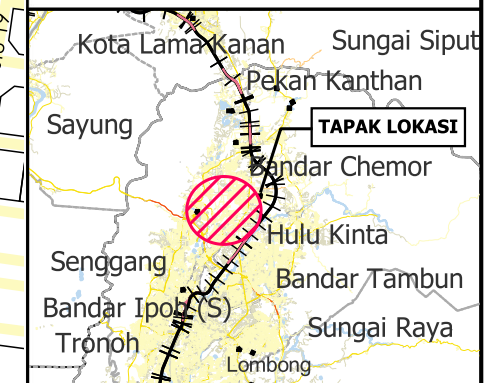 Kota Lama Kanan
Sungai Siput
Pekan Kanthan
TAPAK LOKASI
Sayung
Bandar Chemor
Hulu Kinta
Senggang
Bandar Tambun
Bandar Ipoh (S)
Sungai Raya
Tronoh
Lombong